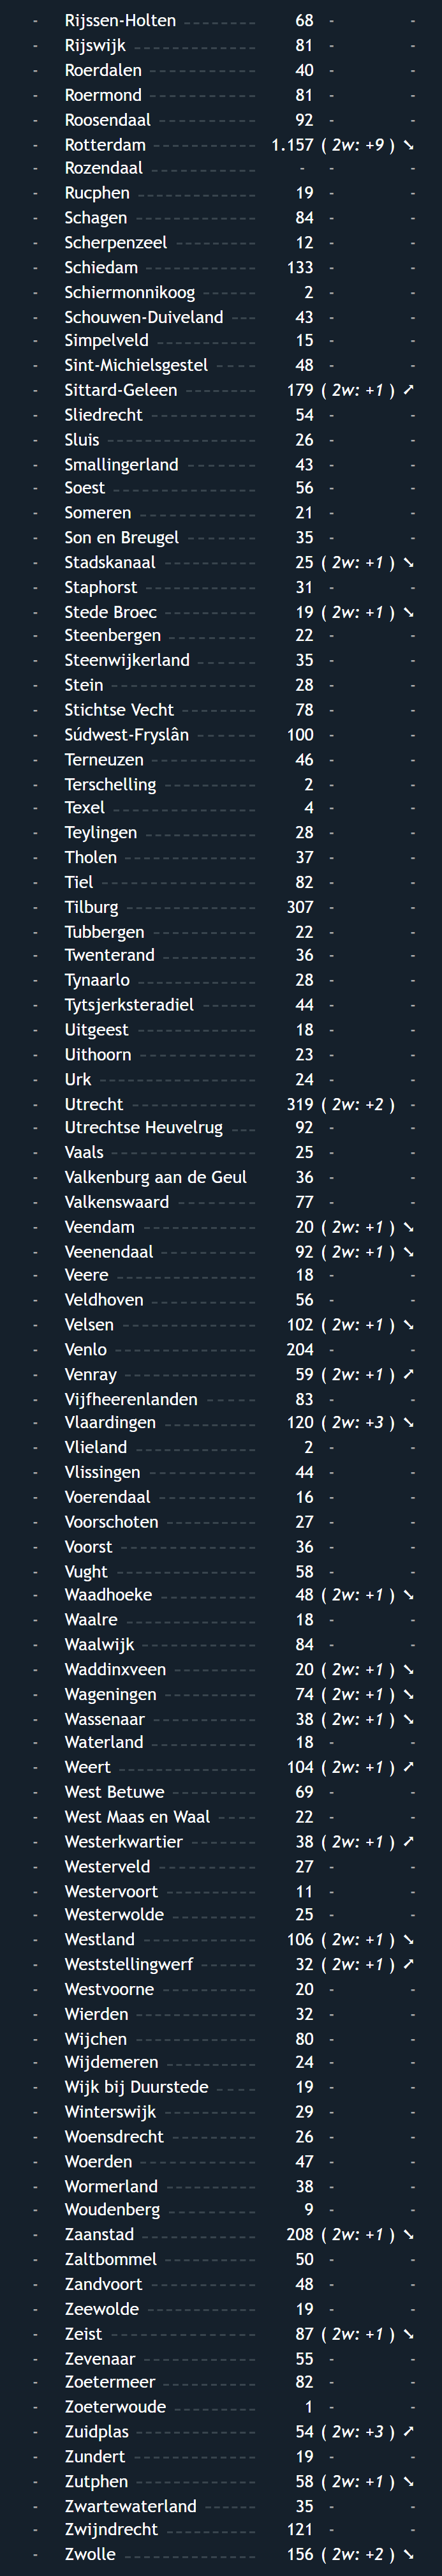 - Rijssen-Holten 68 - -
- Rijswijk 81 - -
- Roerdalen 40 - -
- Roermond 81 - -
- Roosendaal 92 - -
- Rotterdam 1.157 ( 2w: +9 ) ↘
- Rozendaal - - -
- Rucphen 19 - -
- Schagen 84 - -
- Scherpenzeel 12 - -
- Schiedam 133 - -
- Schiermonnikoog 2 - -
- Schouwen-Duiveland 43 - -
- Simpelveld 15 - -
- Sint-Michielsgestel 48 - -
- Sittard-Geleen 179 ( 2w: +1 ) ↗
- Sliedrecht 54 - -
- Sluis 26 - -
- Smallingerland 43 - -
- Soest 56 - -
- Someren 21 - -
- Son en Breugel 35 - -
- Stadskanaal 25 ( 2w: +1 ) ↘
- Staphorst 31 - -
- Stede Broec 19 ( 2w: +1 ) ↘
- Steenbergen 22 - -
- Steenwijkerland 35 - -
- Stein 28 - -
- Stichtse Vecht 78 - -
- Súdwest-Fryslân 100 - -
- Terneuzen 46 - -
- Terschelling 2 - -
- Texel 4 - -
- Teylingen 28 - -
- Tholen 37 - -
- Tiel 82 - -
- Tilburg 307 - -
- Tubbergen 22 - -
- Twenterand 36 - -
- Tynaarlo 28 - -
- Tytsjerksteradiel 44 - -
- Uitgeest 18 - -
- Uithoorn 23 - -
- Urk 24 - -
- Utrecht 319 ( 2w: +2 ) -
- Utrechtse Heuvelrug 92 - -
- Vaals 25 - -
- Valkenburg aan de Geul 36 - -
- Valkenswaard 77 - -
- Veendam 20 ( 2w: +1 ) ↘
- Veenendaal 92 ( 2w: +1 ) ↘
- Veere 18 - -
- Veldhoven 56 - -
- Velsen 102 ( 2w: +1 ) ↘
- Venlo 204 - -
- Venray 59 ( 2w: +1 ) ↗
- Vijfheerenlanden 83 - -
- Vlaardingen 120 ( 2w: +3 ) ↘
- Vlieland 2 - -
- Vlissingen 44 - -
- Voerendaal 16 - -
- Voorschoten 27 - -
- Voorst 36 - -
- Vught 58 - -
- Waadhoeke 48 ( 2w: +1 ) ↘
- Waalre 18 - -
- Waalwijk 84 - -
- Waddinxveen 20 ( 2w: +1 ) ↘
- Wageningen 74 ( 2w: +1 ) ↘
- Wassenaar 38 ( 2w: +1 ) ↘
- Waterland 18 - -
- Weert 104 ( 2w: +1 ) ↗
- West Betuwe 69 - -
- West Maas en Waal 22 - -
- Westerkwartier 38 ( 2w: +1 ) ↗
- Westerveld 27 - -
- Westervoort 11 - -
- Westerwolde 25 - -
- Westland 106 ( 2w: +1 ) ↘
- Weststellingwerf 32 ( 2w: +1 ) ↗
- Westvoorne 20 - -
- Wierden 32 - -
- Wijchen 80 - -
- Wijdemeren 24 - -
- Wijk bij Duurstede 19 - -
- Winterswijk 29 - -
- Woensdrecht 26 - -
- Woerden 47 - -
- Wormerland 38 - -
- Woudenberg 9 - -
- Zaanstad 208 ( 2w: +1 ) ↘
- Zaltbommel 50 - -
- Zandvoort 48 - -
- Zeewolde 19 - -
- Zeist 87 ( 2w: +1 ) ↘
- Zevenaar 55 - -
- Zoetermeer 82 - -
- Zoeterwoude 1 - -
- Zuidplas 54 ( 2w: +3 ) ↗
- Zundert 19 - -
- Zutphen 58 ( 2w: +1 ) ↘
- Zwartewaterland 35 - -
- Zwijndrecht 121 - -
- Zwolle 156 ( 2w: +2 ) ↘